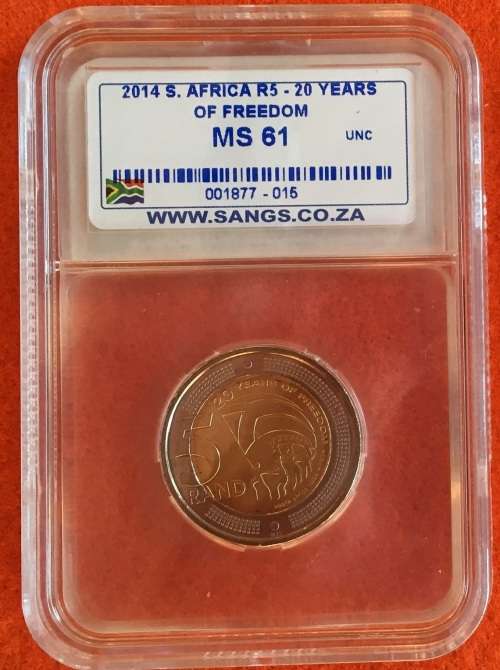 2014 S. AFRICA R5 - 20 YEARS
OF FREEDOM
MS 61 UNC
001877 - 015
WWW.SANGS.CO.ZA
20 YEARS OF FREEDOM
5
RAND